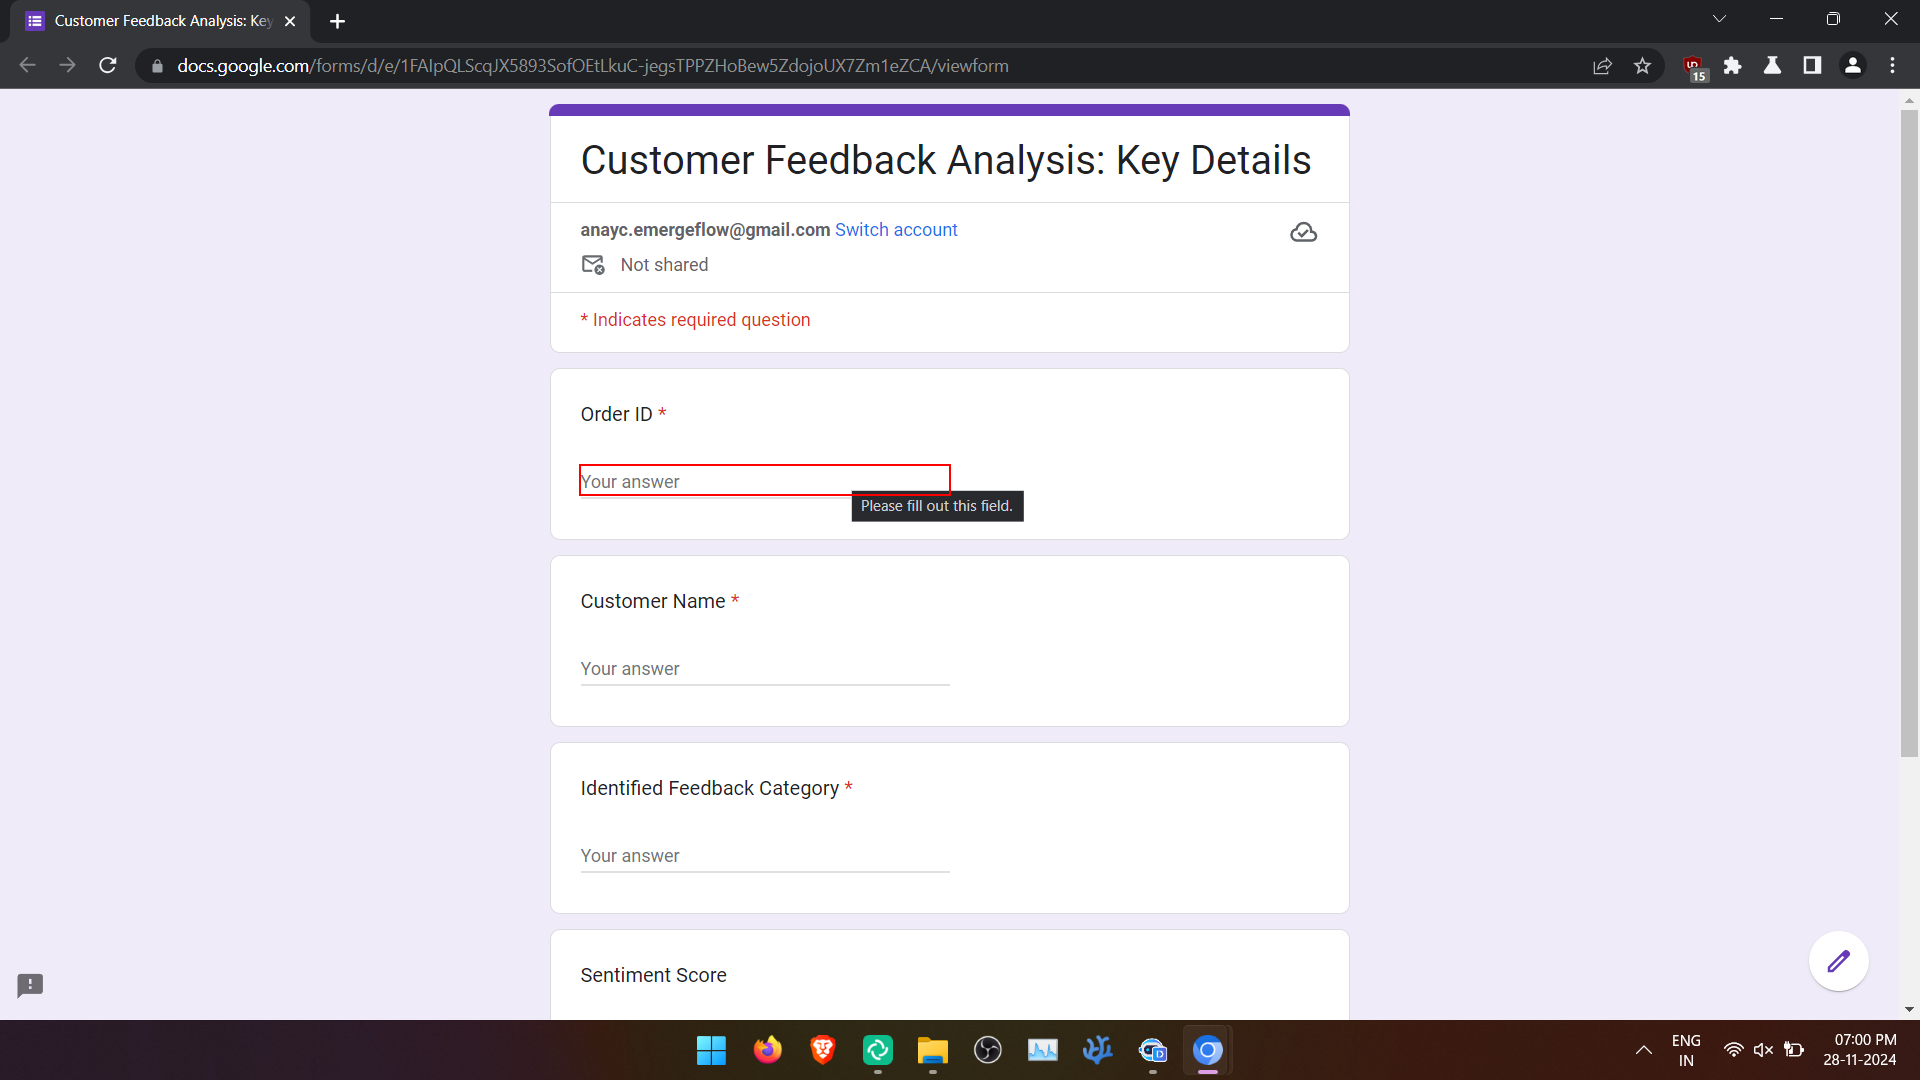 Customer Feedback Analysis: Key
docs.google.com/forms/d/e/1FAIpQLScqJX5893SofOEtLkuC-jegsTPPZHoBew5ZdojoUX7Zm1eZCA/viewform
15
Customer Feedback Analysis: Key Details
anayc.emergeflow@gmail.com Switch account
Not shared
* Indicates required question
Order ID *
Your answer
Please fill out this field.
Customer Name *
Your answer
Identified Feedback Category *
Your answer
Sentiment Score
ENG
IN
07:00 PM
28-11-2024